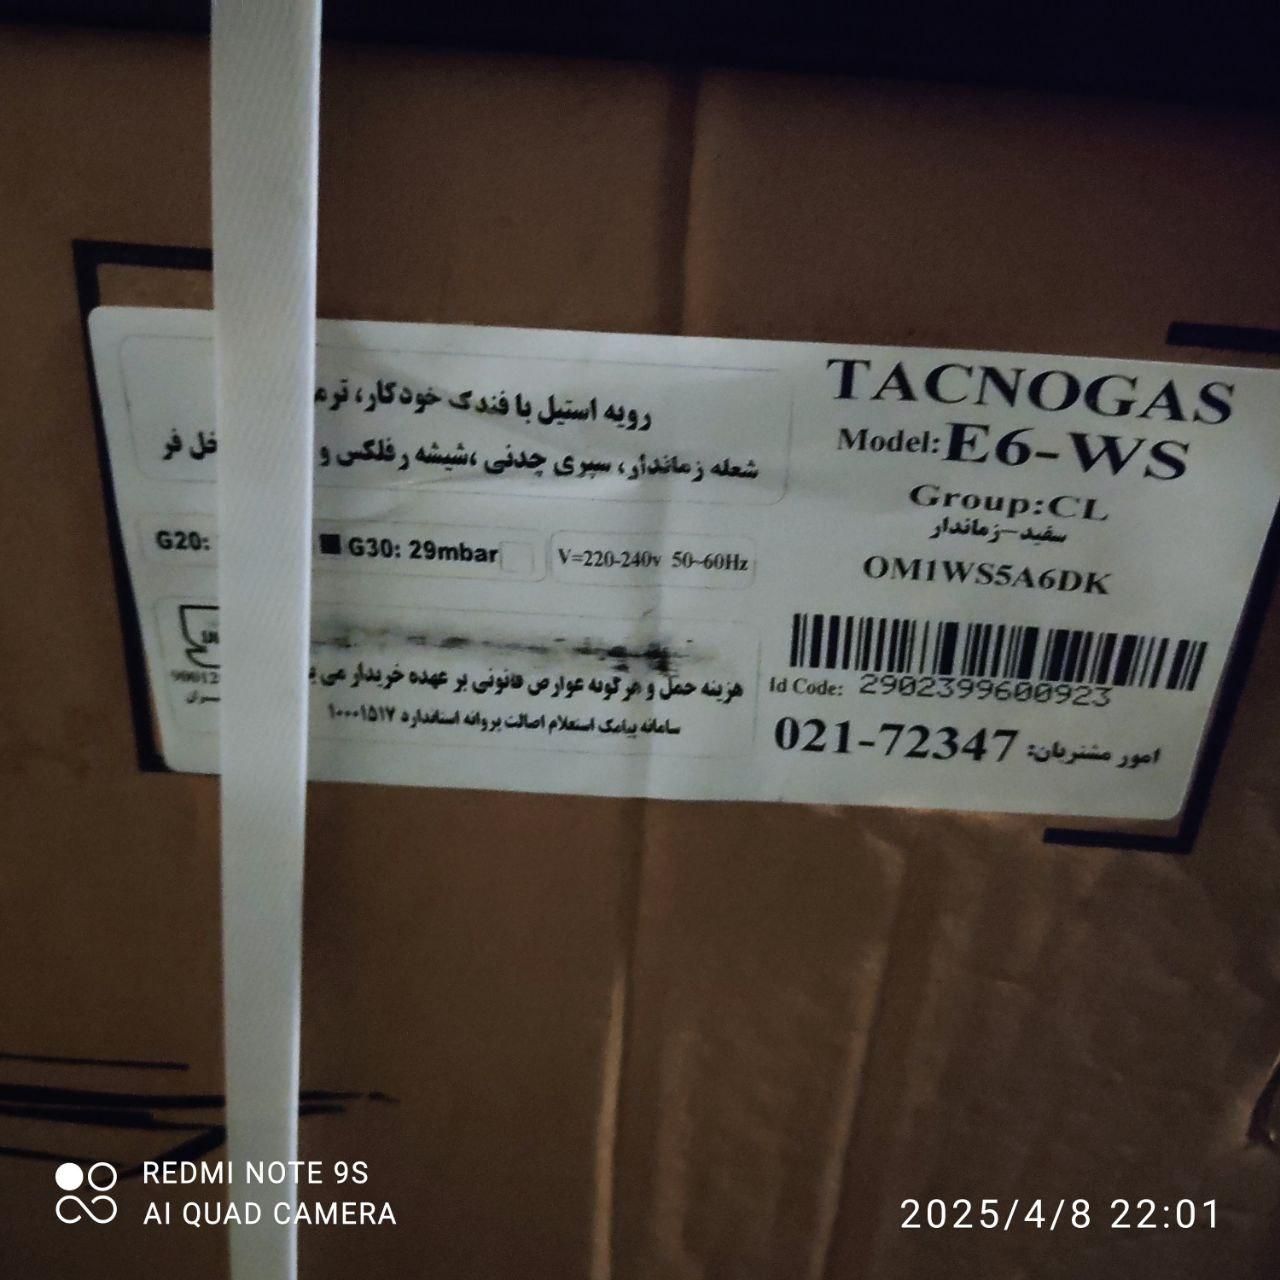 TACNOGAS
Model: E6-WS
Group:CL
سفید-زماندار
OM1WS5A6DK
Id Code: 2902399600923
امور مشتریان: 021-72347
رویه استیل با فندک خودکار، ترمو
شعله زماندار، سپری چدنی، شیشه رفلکس و خل فر
G20: G30: 29mbar
V=220-240v 50~60Hz
هزینه حمل و هرگونه عوارض قانونی بر عهده خریدار می
سامانه پیامک استعلام اصالت پروانه استاندارد ۱۰۰۰۱۵۱۷
REDMI NOTE 9S
AI QUAD CAMERA
2025/4/8 22:01